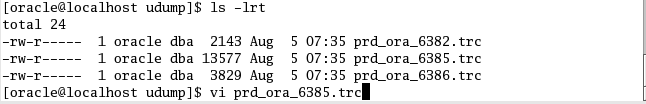 [oracle@localhost udump]$ ls -lrt
total 24
-rw-r-----  1 oracle dba  2143 Aug  5 07:35 prd_ora_6382.trc
-rw-r-----  1 oracle dba 13577 Aug  5 07:35 prd_ora_6385.trc
-rw-r-----  1 oracle dba  3829 Aug  5 07:35 prd_ora_6386.trc
[oracle@localhost udump]$ vi prd_ora_6385.trc